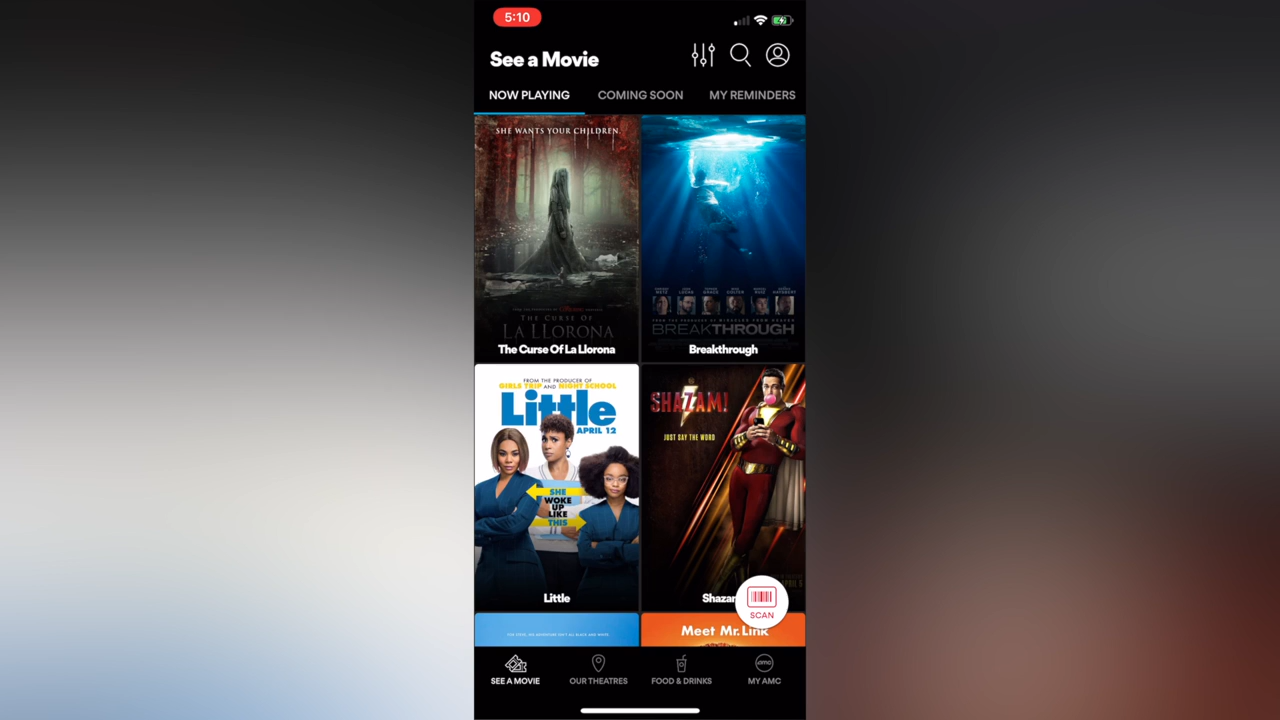 5:10
See a Movie
NOW PLAYING COMING SOON MY REMINDERS
SHE WANTS YOUR CHILDREN
THE CURSE OF
LA LLORONA
The Curse Of La Llorona
BREAKTHROUGH
Breakthrough
FROM THE PRODUCER OF
GIRLS TRIP AND NIGHT SCHOOL
Little
APRIL 12
SHE
WOKE
UP
LIKE
THIS
Little
SHAZAM!
JUST SAY THE WORD
Shazam
SCAN
Meet Mr. Link
SEE A MOVIE OUR THEATRES FOOD & DRINKS MY AMC
amc